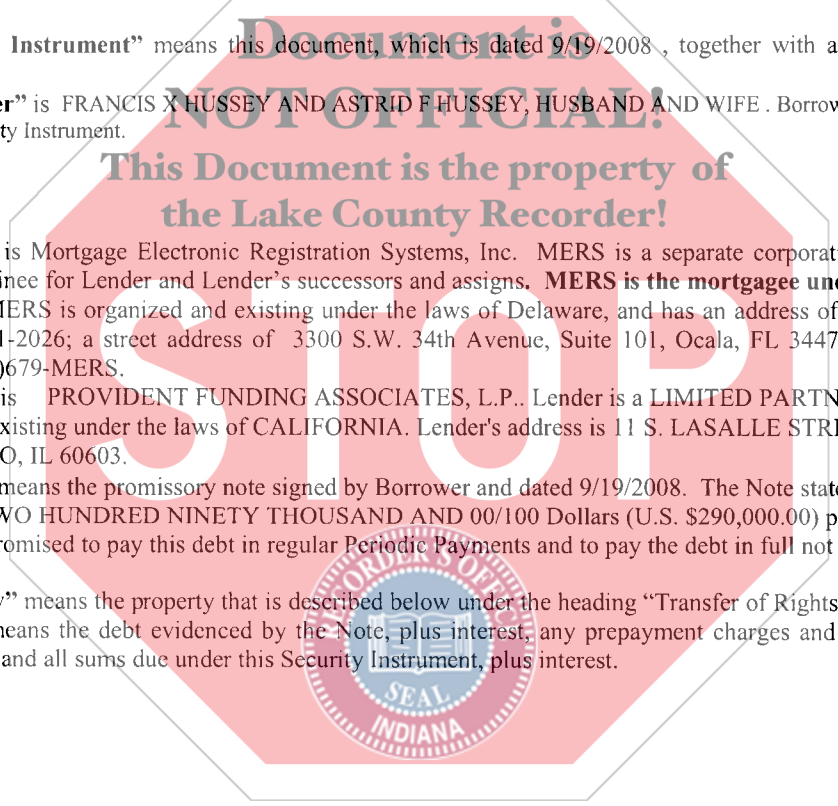 Document is
Instrument” means this document, which is dated 9/19/2008 , together with a
er” is FRANCIS X HUSSEY AND ASTRID F HUSSEY, HUSBAND AND WIFE . Borrow
NOT OFFICIAL!
ty Instrument.
This Document is the property of
the Lake County Recorder!
is Mortgage Electronic Registration Systems, Inc. MERS is a separate corporat
inee for Lender and Lender’s successors and assigns. MERS is the mortgagee un
MERS is organized and existing under the laws of Delaware, and has an address of
1-2026; a street address of 3300 S.W. 34th Avenue, Suite 101, Ocala, FL 3447
)679-MERS.
is PROVIDENT FUNDING ASSOCIATES, L.P.. Lender is a LIMITED PARTN
xisting under the laws of CALIFORNIA. Lender's address is 11 S. LASALLE STR
O, IL 60603.
STOP
means the promissory note signed by Borrower and dated 9/19/2008. The Note state
WO HUNDRED NINETY THOUSAND AND 00/100 Dollars (U.S. $290,000.00) p
romised to pay this debt in regular Periodic Payments and to pay the debt in full not
y” means the property that is described below under the heading “Transfer of Rights
means the debt evidenced by the Note, plus interest, any prepayment charges and
and all sums due under this Security Instrument, plus interest.
RECORDER'S OFFICE
SEAL
INDIANA